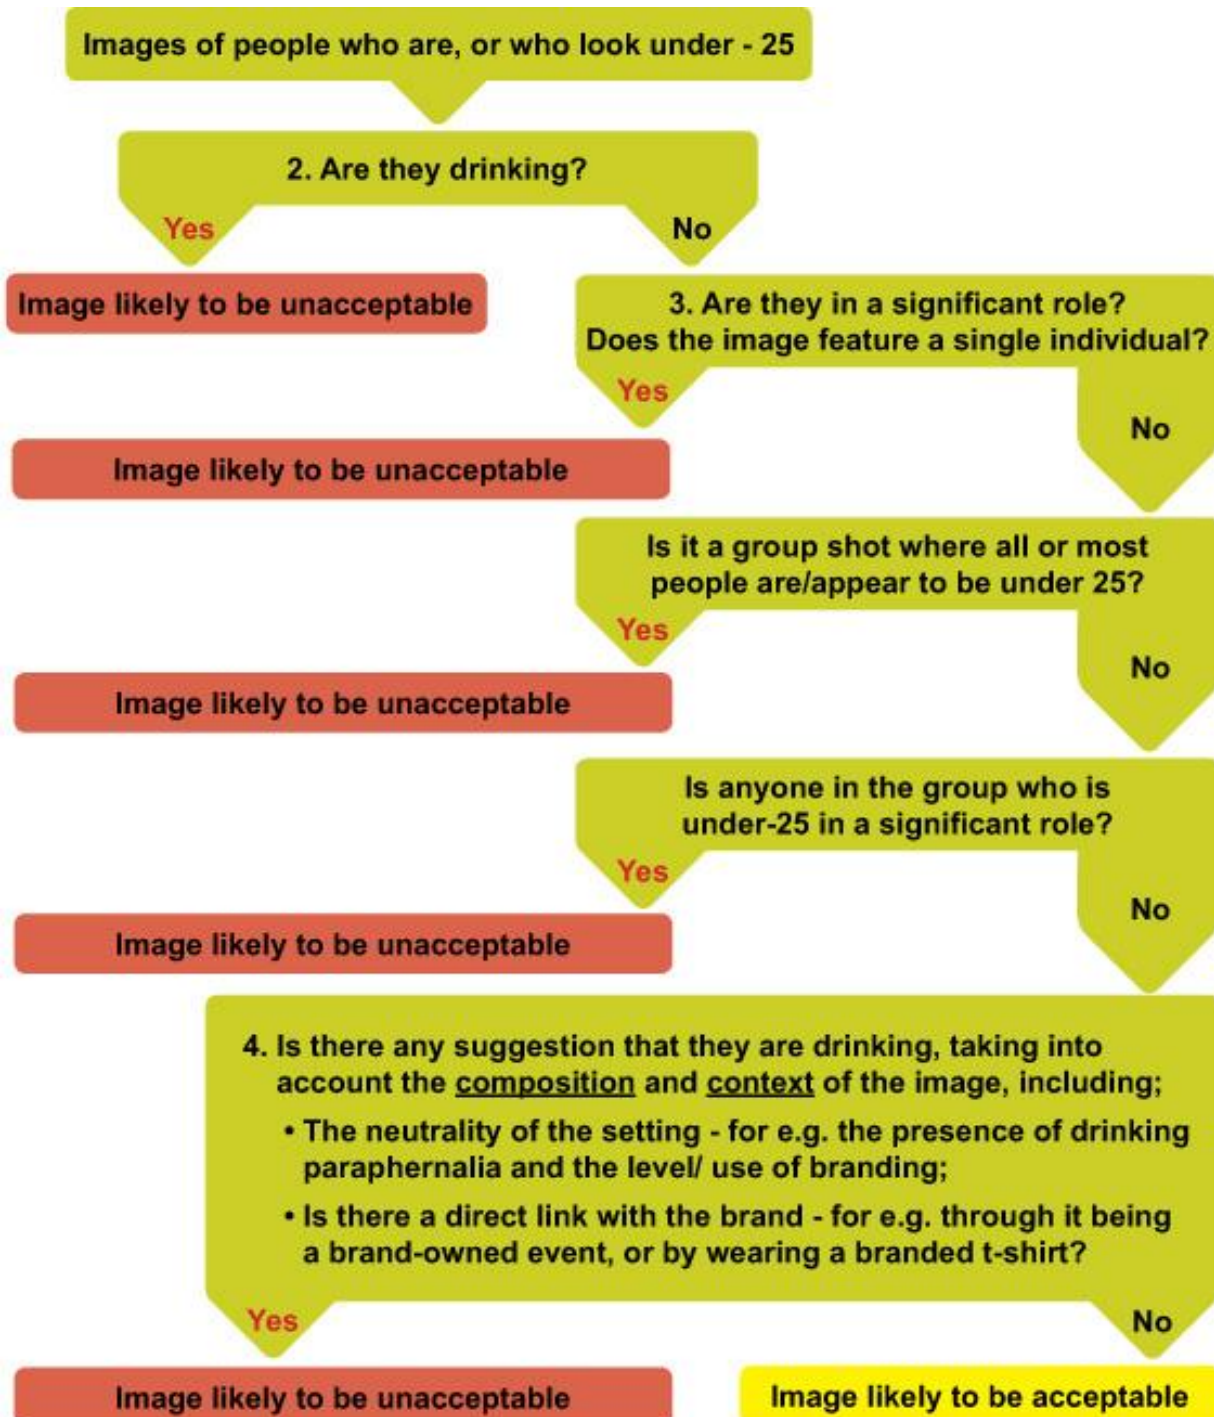 Images of people who are, or who look under - 25
2. Are they drinking?
Yes
No
Image likely to be unacceptable
3. Are they in a significant role?
Does the image feature a single individual?
Yes
No
Image likely to be unacceptable
Is it a group shot where all or most
people are/appear to be under 25?
Yes
No
Image likely to be unacceptable
Is anyone in the group who is
under-25 in a significant role?
Yes
No
Image likely to be unacceptable
4. Is there any suggestion that they are drinking, taking into
account the composition and context of the image, including;
• The neutrality of the setting - for e.g. the presence of drinking
paraphernalia and the level/ use of branding;
• Is there a direct link with the brand - for e.g. through it being
a brand-owned event, or by wearing a branded t-shirt?
Yes
No
Image likely to be unacceptable
Image likely to be acceptable